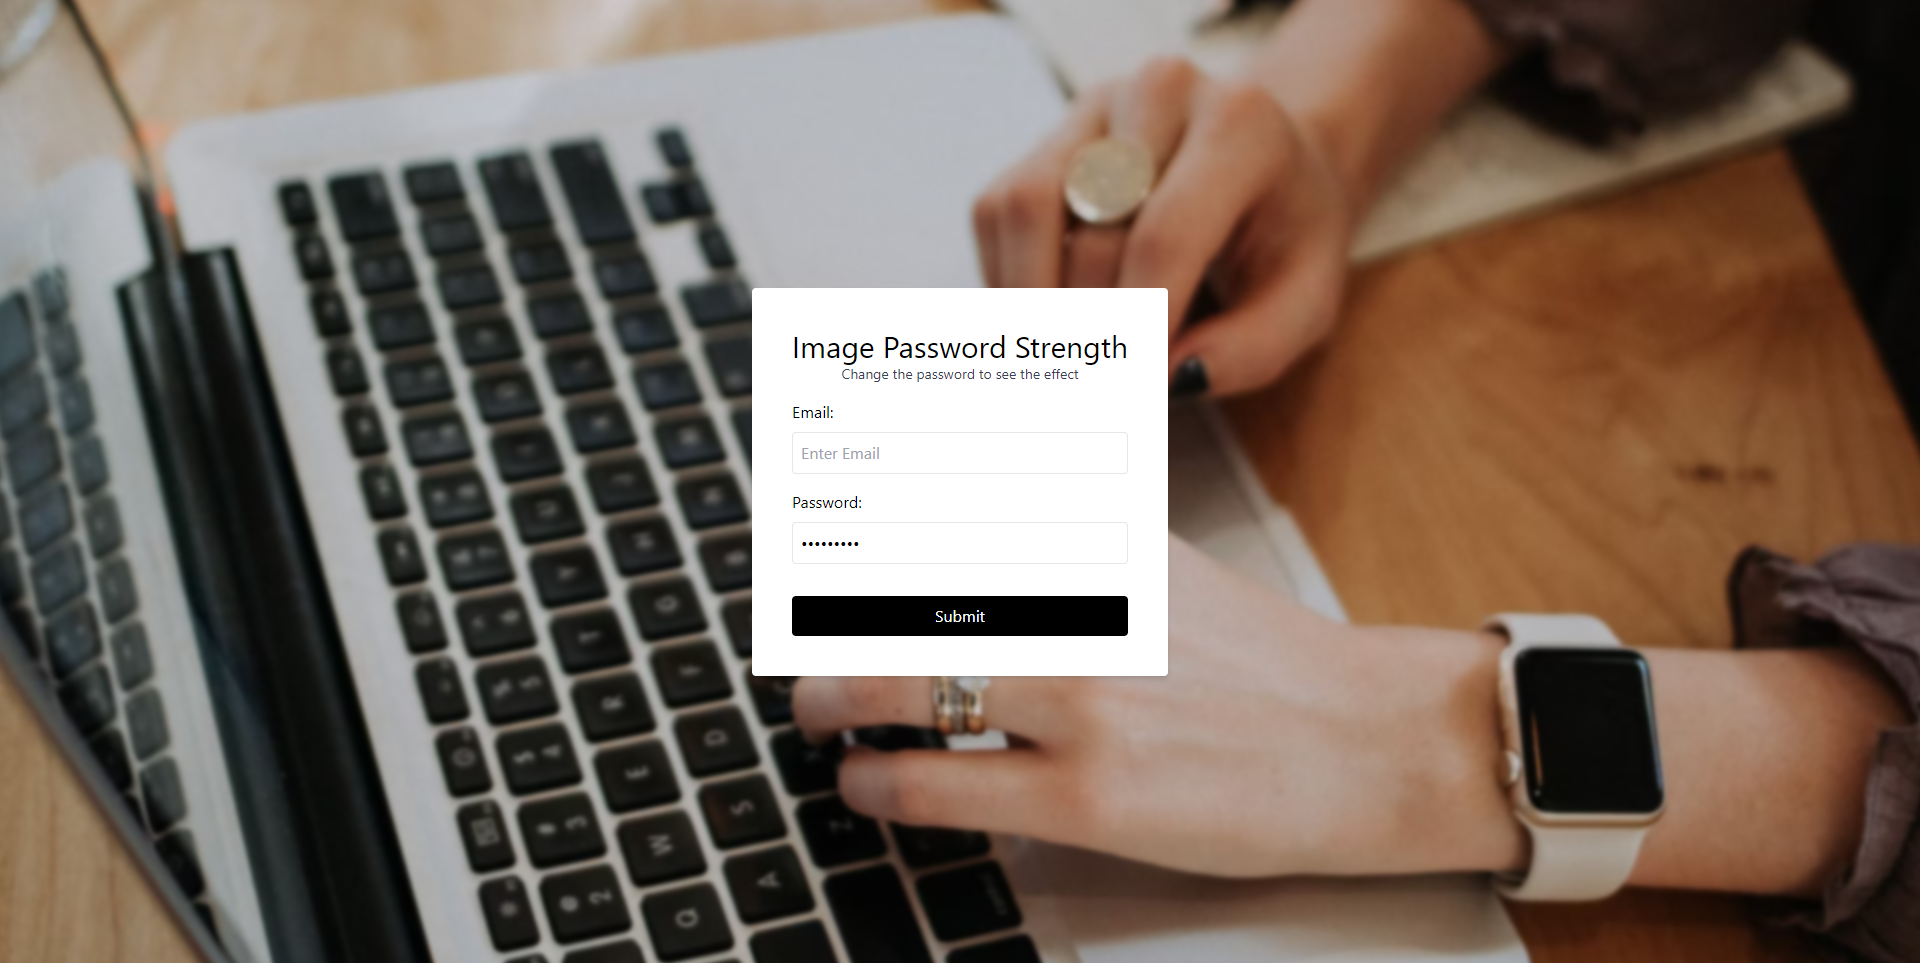 Image Password Strength
Change the password to see the effect
Email:
Enter Email
Password:
•••••••••
Submit